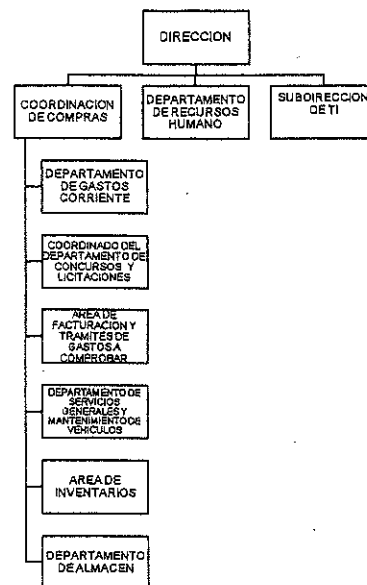 DIRECCION
COORDINACION
DE COMPRAS
DEPARTAMENTO
DE RECURSOS
HUMANO
SUBDIRECCION
DE TI
DEPARTAMENTO
DE GASTOS
CORRIENTE
COORDINADO DEL
DEPARTAMENTO DE
CONCURSOS Y
LICITACIONES
AREA DE
FACTURACION Y
TRAMITES DE
GASTOS A
COMPROBAR
DEPARTAMENTO DE
SERVICIOS
GENERALES Y
MANTENIMIENTO DE
VEHICULOS
AREA DE
INVENTARIOS
DEPARTAMENTO
DE ALMACEN